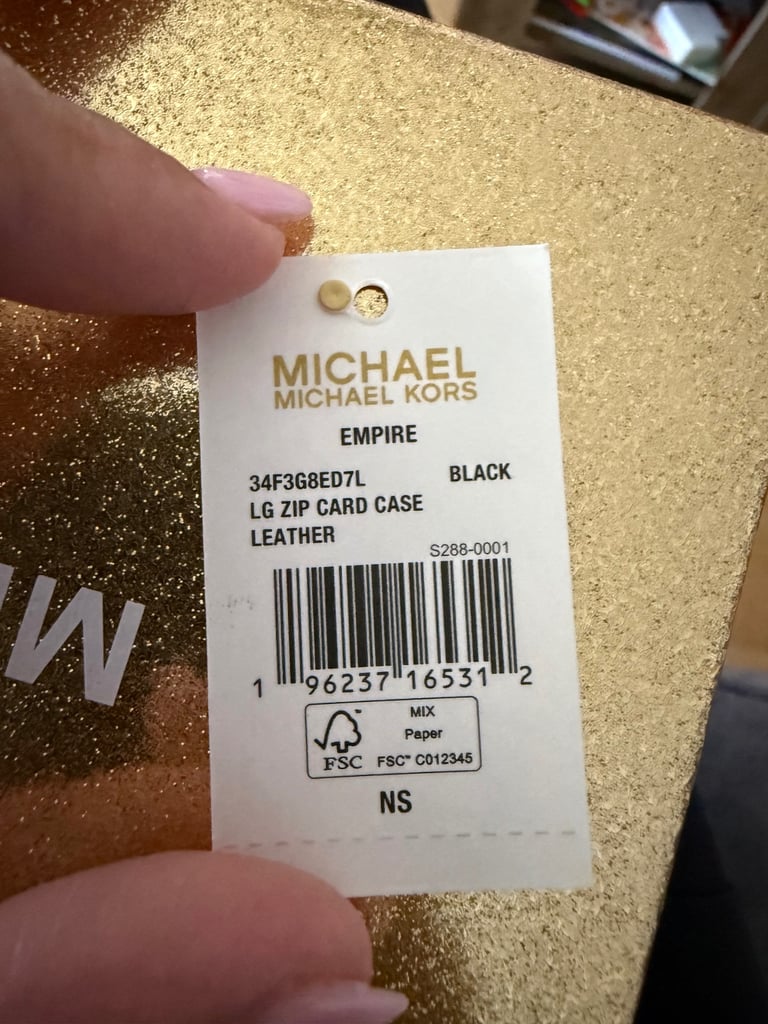 MICHAEL
MICHAEL KORS
EMPIRE
34F3G8ED7L BLACK
LG ZIP CARD CASE
LEATHER
S288-0001
1 96237 16531 2
MIX
Paper
FSC™ C012345
FSC
NS